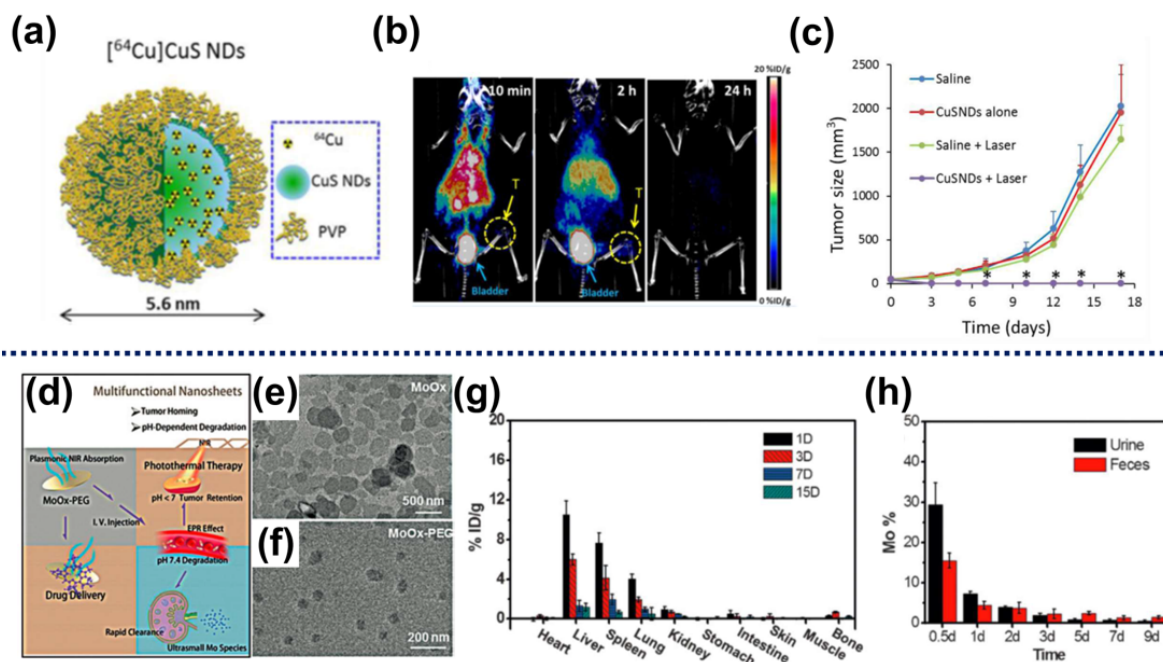 (a)
[⁶⁴Cu]CuS NDs
⁶⁴Cu
CuS NDs
PVP
5.6 nm
(b)
10 min
2 h
24 h
T
T
Bladder
Bladder
20 %ID/g
0 %ID/g
(c)
Tumor size (mm³)
2500
2000
1500
1000
500
0
Saline
CuSNDs alone
Saline + Laser
CuSNDs + Laser
* * * * *
0 3 6 9 12 15 18
Time (days)
(d)
Multifunctional Nanosheets
Tumor Homing
pH-Dependent Degradation
NIR
Plasmonic NIR Absorption
MoOx-PEG
I.V. Injection
Photothermal Therapy
pH < 7 Tumor Retention
EPR Effect
pH 7.4 Degradation
Drug Delivery
Rapid Clearance
Ultrasmall Mo Species
(e)
MoOx
500 nm
(f)
MoOx-PEG
200 nm
(g)
% ID/g
20
16
12
8
4
0
1D
3D
7D
15D
Heart
Liver
Spleen
Lung
Kidney
Stomach
Intestine
Skin
Muscle
Bone
(h)
Mo %
50
40
30
20
10
0
Urine
Feces
0.5d 1d 2d 3d 5d 7d 9d
Time